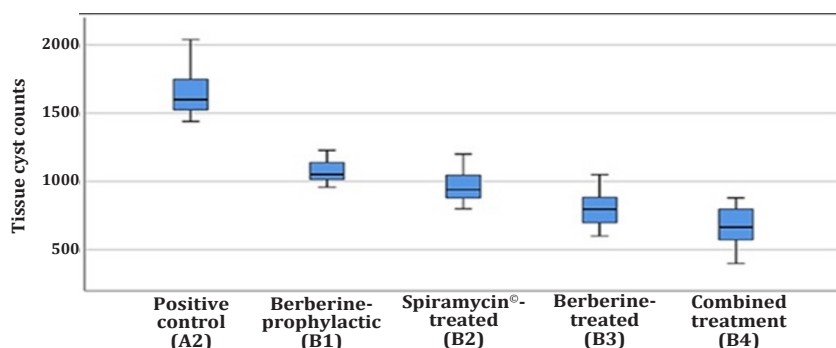 Tissue cyst counts
2000
1500
1000
500
Positive
control
(A2)
Berberine-
prophylactic
(B1)
Spiramycin©-
treated
(B2)
Berberine-
treated
(B3)
Combined
treatment
(B4)